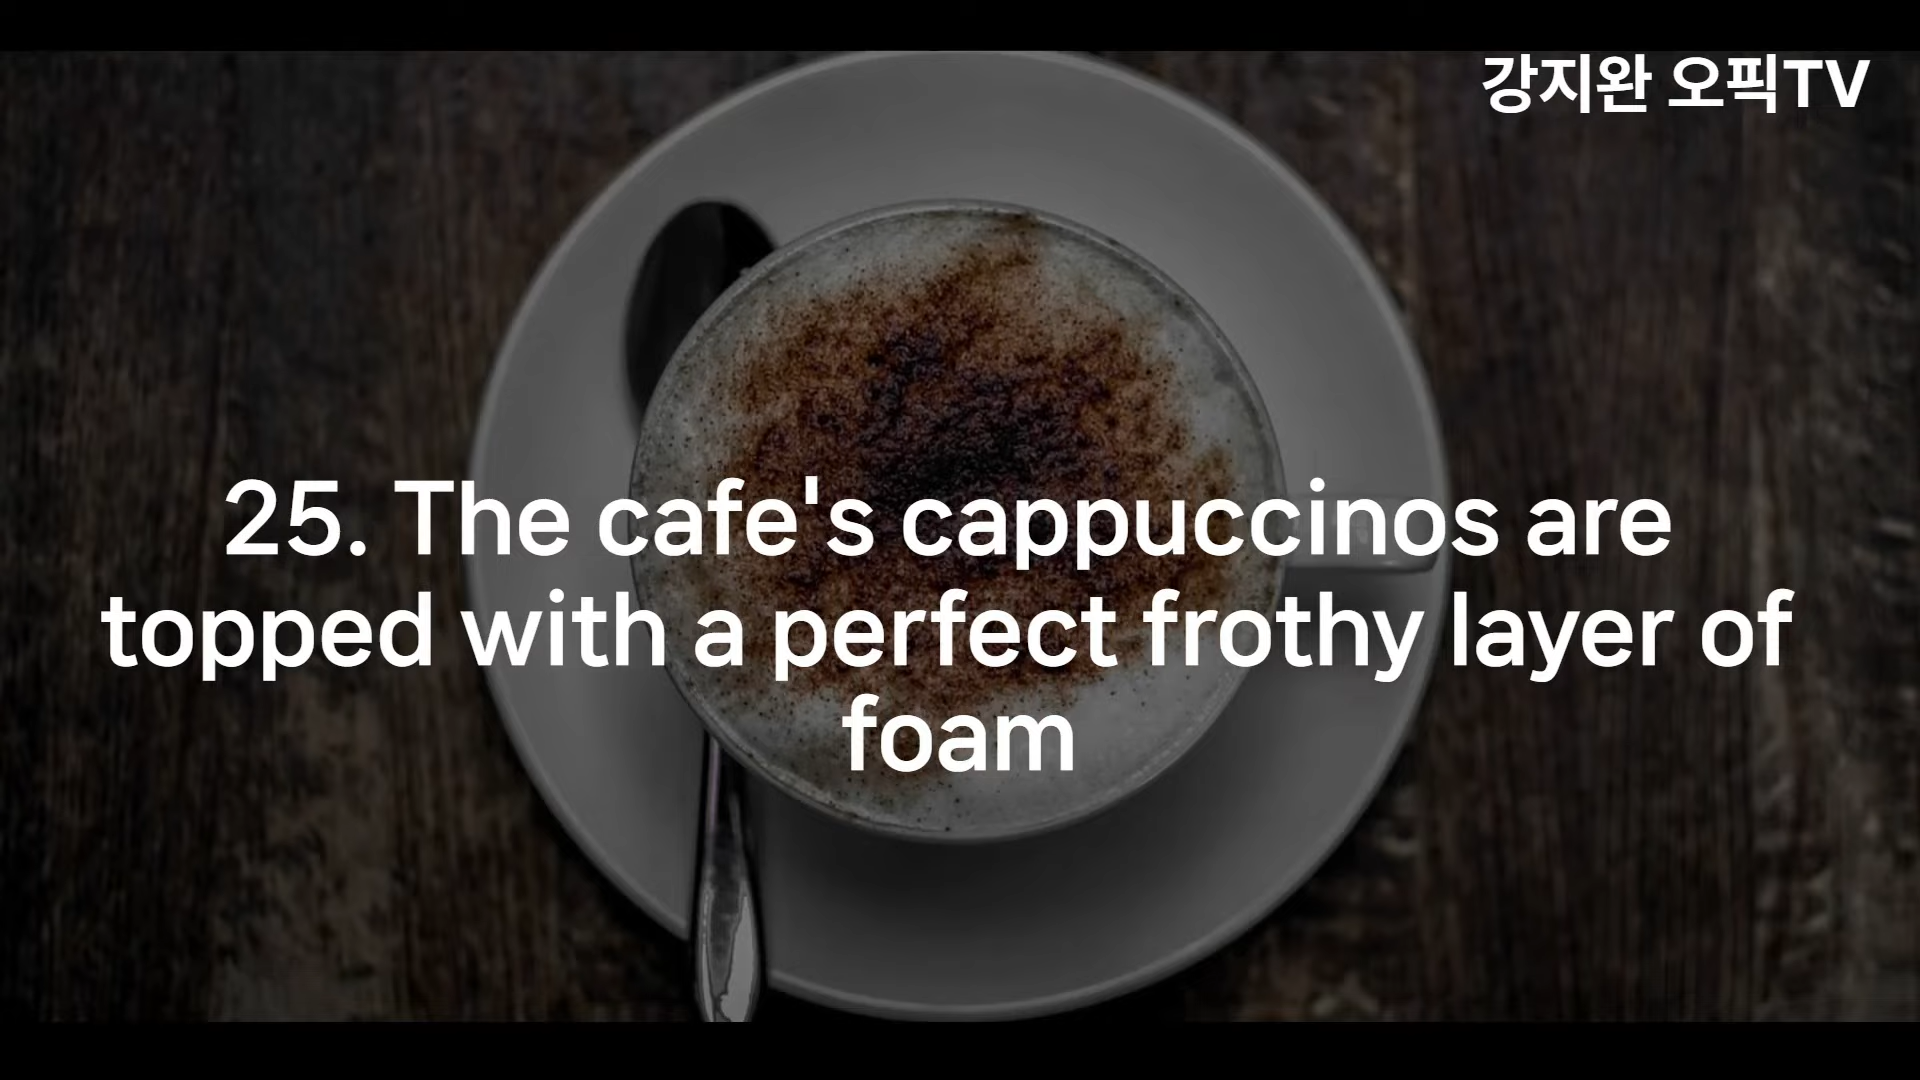 강지완 오픽TV
25. The cafe's cappuccinos are
topped with a perfect frothy layer of
foam